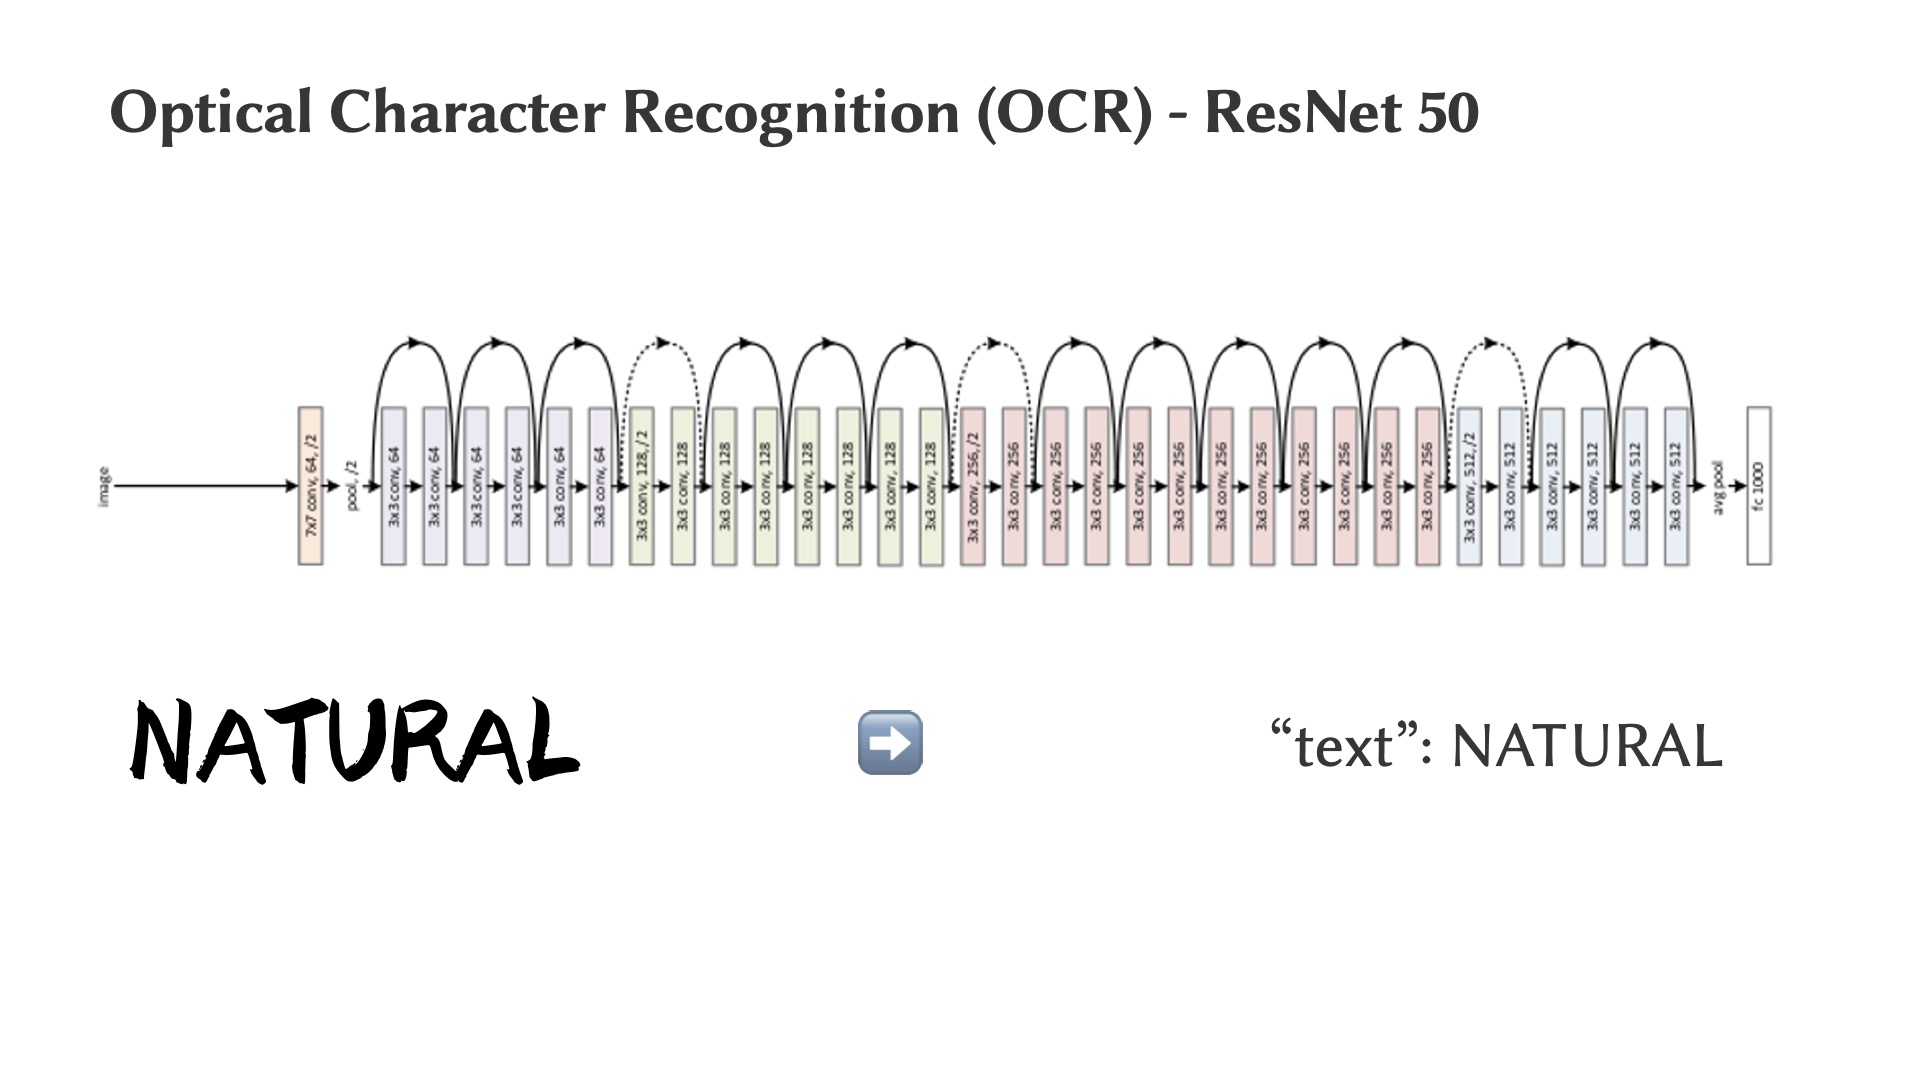 Optical Character Recognition (OCR) - ResNet 50
image
7x7 conv, 64, /2
pool, /2
3x3 conv, 64
3x3 conv, 64
3x3 conv, 64
3x3 conv, 64
3x3 conv, 64
3x3 conv, 64
3x3 conv, 128, /2
3x3 conv, 128
3x3 conv, 128
3x3 conv, 128
3x3 conv, 128
3x3 conv, 128
3x3 conv, 128
3x3 conv, 128
3x3 conv, 256, /2
3x3 conv, 256
3x3 conv, 256
3x3 conv, 256
3x3 conv, 256
3x3 conv, 256
3x3 conv, 256
3x3 conv, 256
3x3 conv, 256
3x3 conv, 256
3x3 conv, 256
3x3 conv, 256
3x3 conv, 512, /2
3x3 conv, 512
3x3 conv, 512
3x3 conv, 512
3x3 conv, 512
3x3 conv, 512
avg pool
fc 1000
NATURAL
“text”: NATURAL